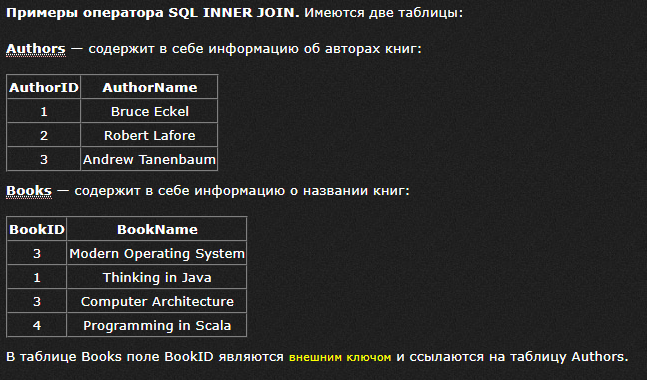 Примеры оператора SQL INNER JOIN. Имеются две таблицы:
Authors — содержит в себе информацию об авторах книг:
AuthorID AuthorName
1 Bruce Eckel
2 Robert Lafore
3 Andrew Tanenbaum
Books — содержит в себе информацию о названии книг:
BookID BookName
3 Modern Operating System
1 Thinking in Java
3 Computer Architecture
4 Programming in Scala
В таблице Books поле BookID являются внешним ключом и ссылаются на таблицу Authors.